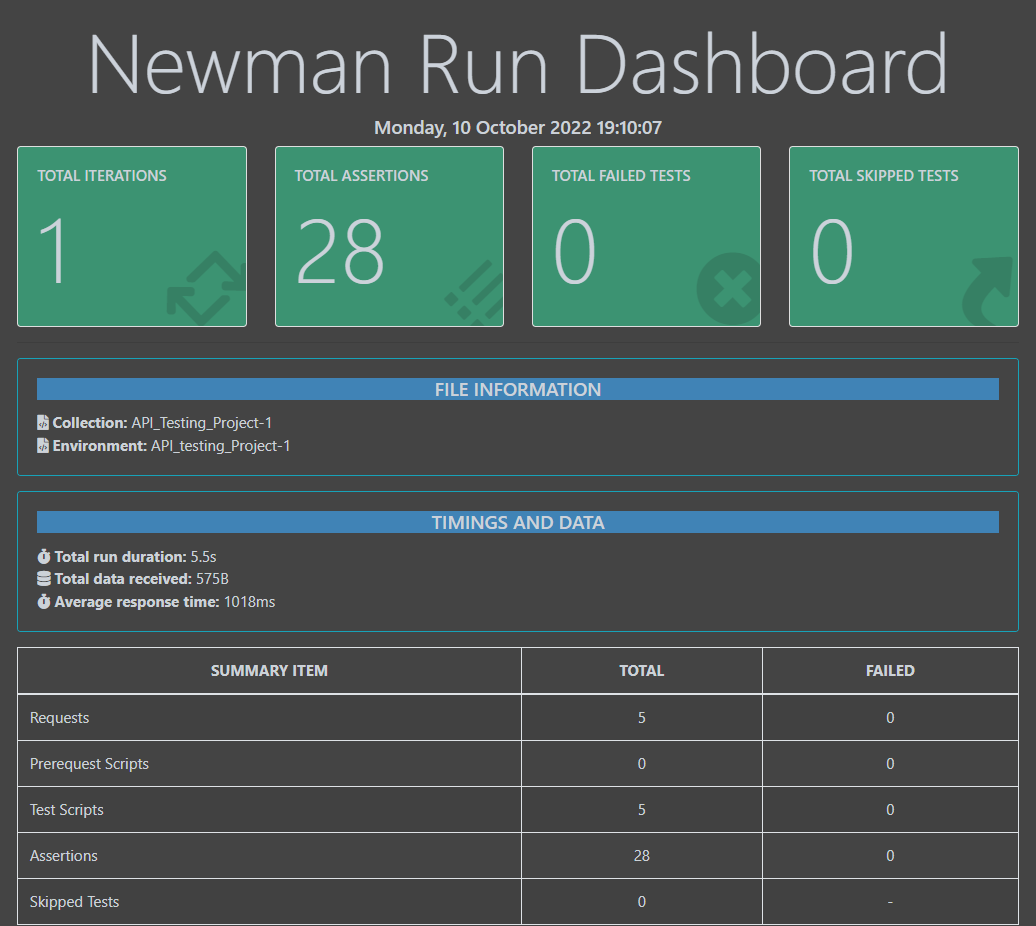 Newman Run Dashboard
Monday, 10 October 2022 19:10:07
TOTAL ITERATIONS
1
TOTAL ASSERTIONS
28
TOTAL FAILED TESTS
0
TOTAL SKIPPED TESTS
0
FILE INFORMATION
Collection: API_Testing_Project-1
Environment: API_testing_Project-1
TIMINGS AND DATA
Total run duration: 5.5s
Total data received: 575B
Average response time: 1018ms
SUMMARY ITEM TOTAL FAILED
Requests 5 0
Prerequest Scripts 0 0
Test Scripts 5 0
Assertions 28 0
Skipped Tests 0 -